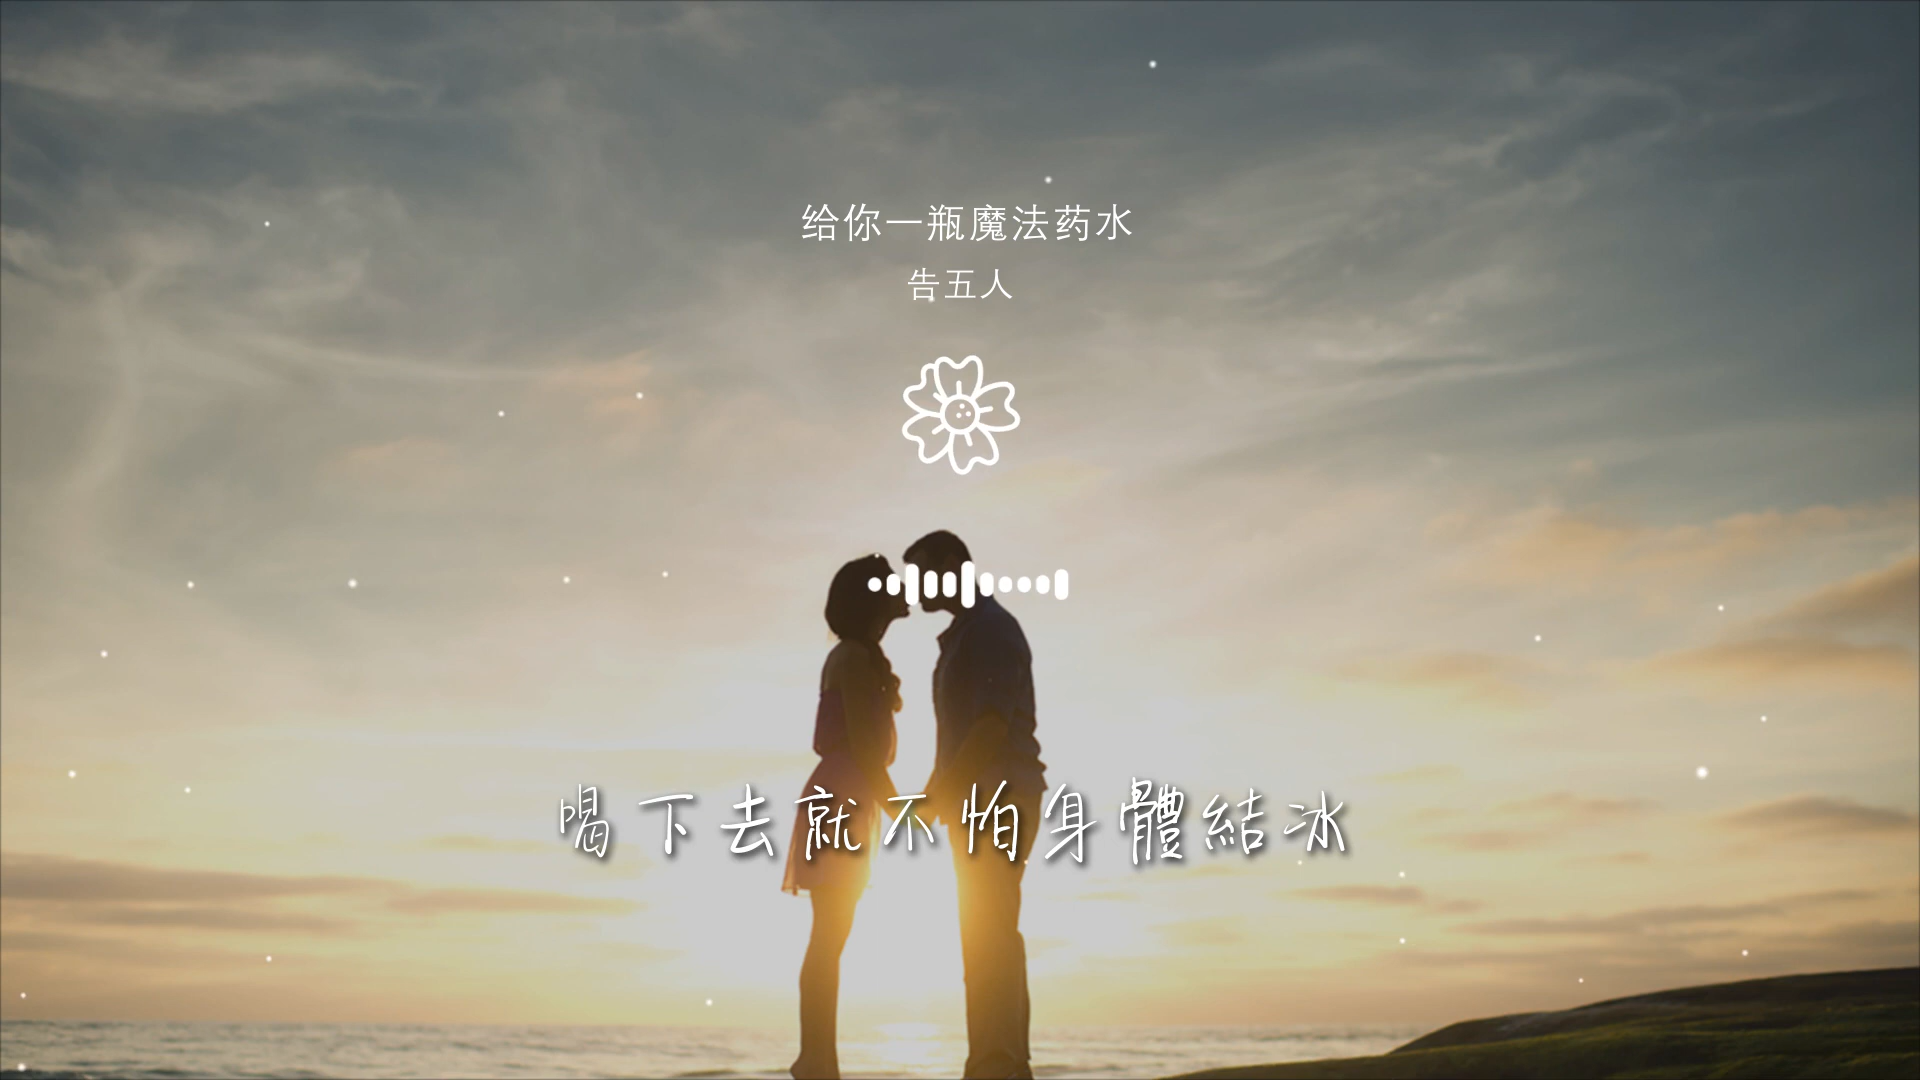 给你一瓶魔法药水
告五人
喝下去就不怕身體結冰